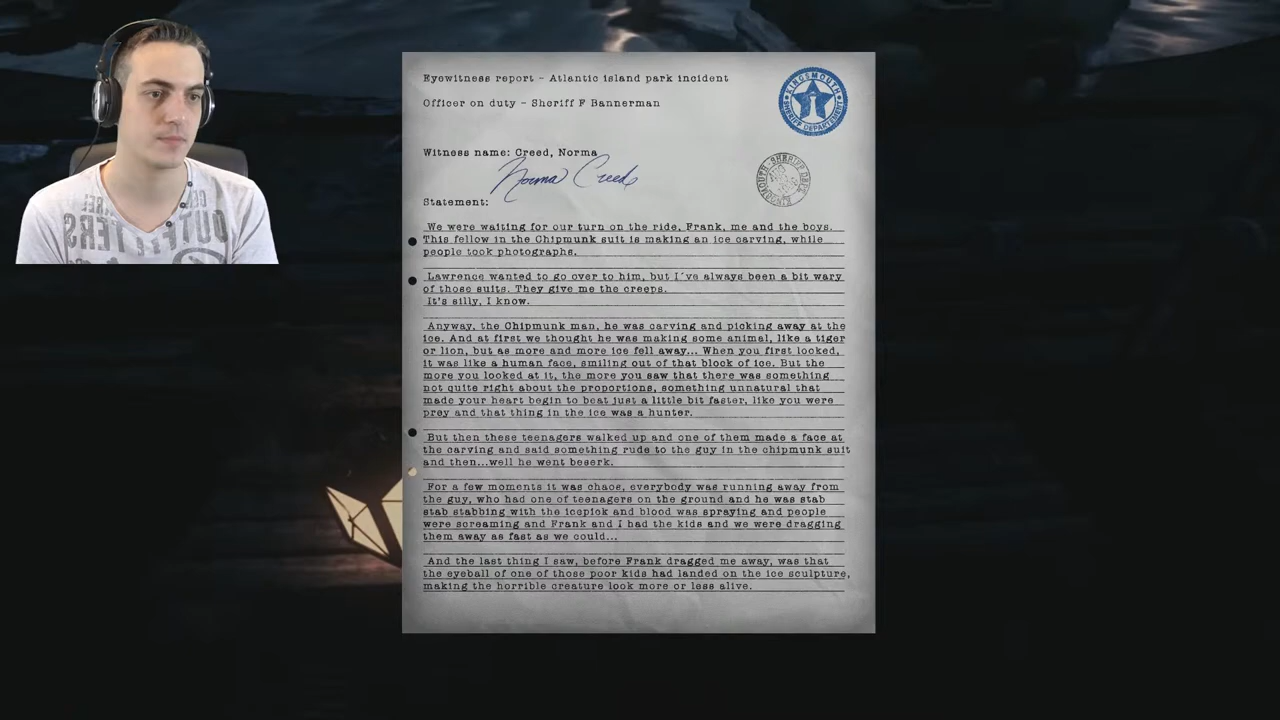 Eyewitness report - Atlantic island park incident
Officer on duty - Sheriff F Bannerman
KINGSMOUTH
SHERIFF DEPARTMENT
Witness name: Creed, Norma
Norma Creed
Statement:
We were waiting for our turn on the ride, Frank, me and the boys.
This fellow in the Chipmunk suit is making an ice carving, while
people took photographs.
Lawrence wanted to go over to him, but I've always been a bit wary
of those suits. They give me the creeps.
It's silly, I know.
Anyway, the Chipmunk man, he was carving and picking away at the
ice. And at first we thought he was making some animal, like a tiger
or lion, but as more and more ice fell away... When you first looked,
it was like a human face, smiling out of that block of ice. But the
more you looked at it, the more you saw that there was something
not quite right about the proportions, something unnatural that
made your heart begin to beat just a little bit faster, like you were
prey and that thing in the ice was a hunter.
But then these teenagers walked up and one of them made a face at
the carving and said something rude to the guy in the chipmunk suit
and then...well he went beserk.
For a few moments it was chaos, everybody was running away from
the guy, who had one of teenagers on the ground and he was stab
stab stabbing with the icepick and blood was spraying and people
were screaming and Frank and I had the kids and we were dragging
them away as fast as we could...
And the last thing I saw, before Frank dragged me away, was that
the eyeball of one of those poor kids had landed on the ice sculpture,
making the horrible creature look more or less alive.
OUTFITTERS